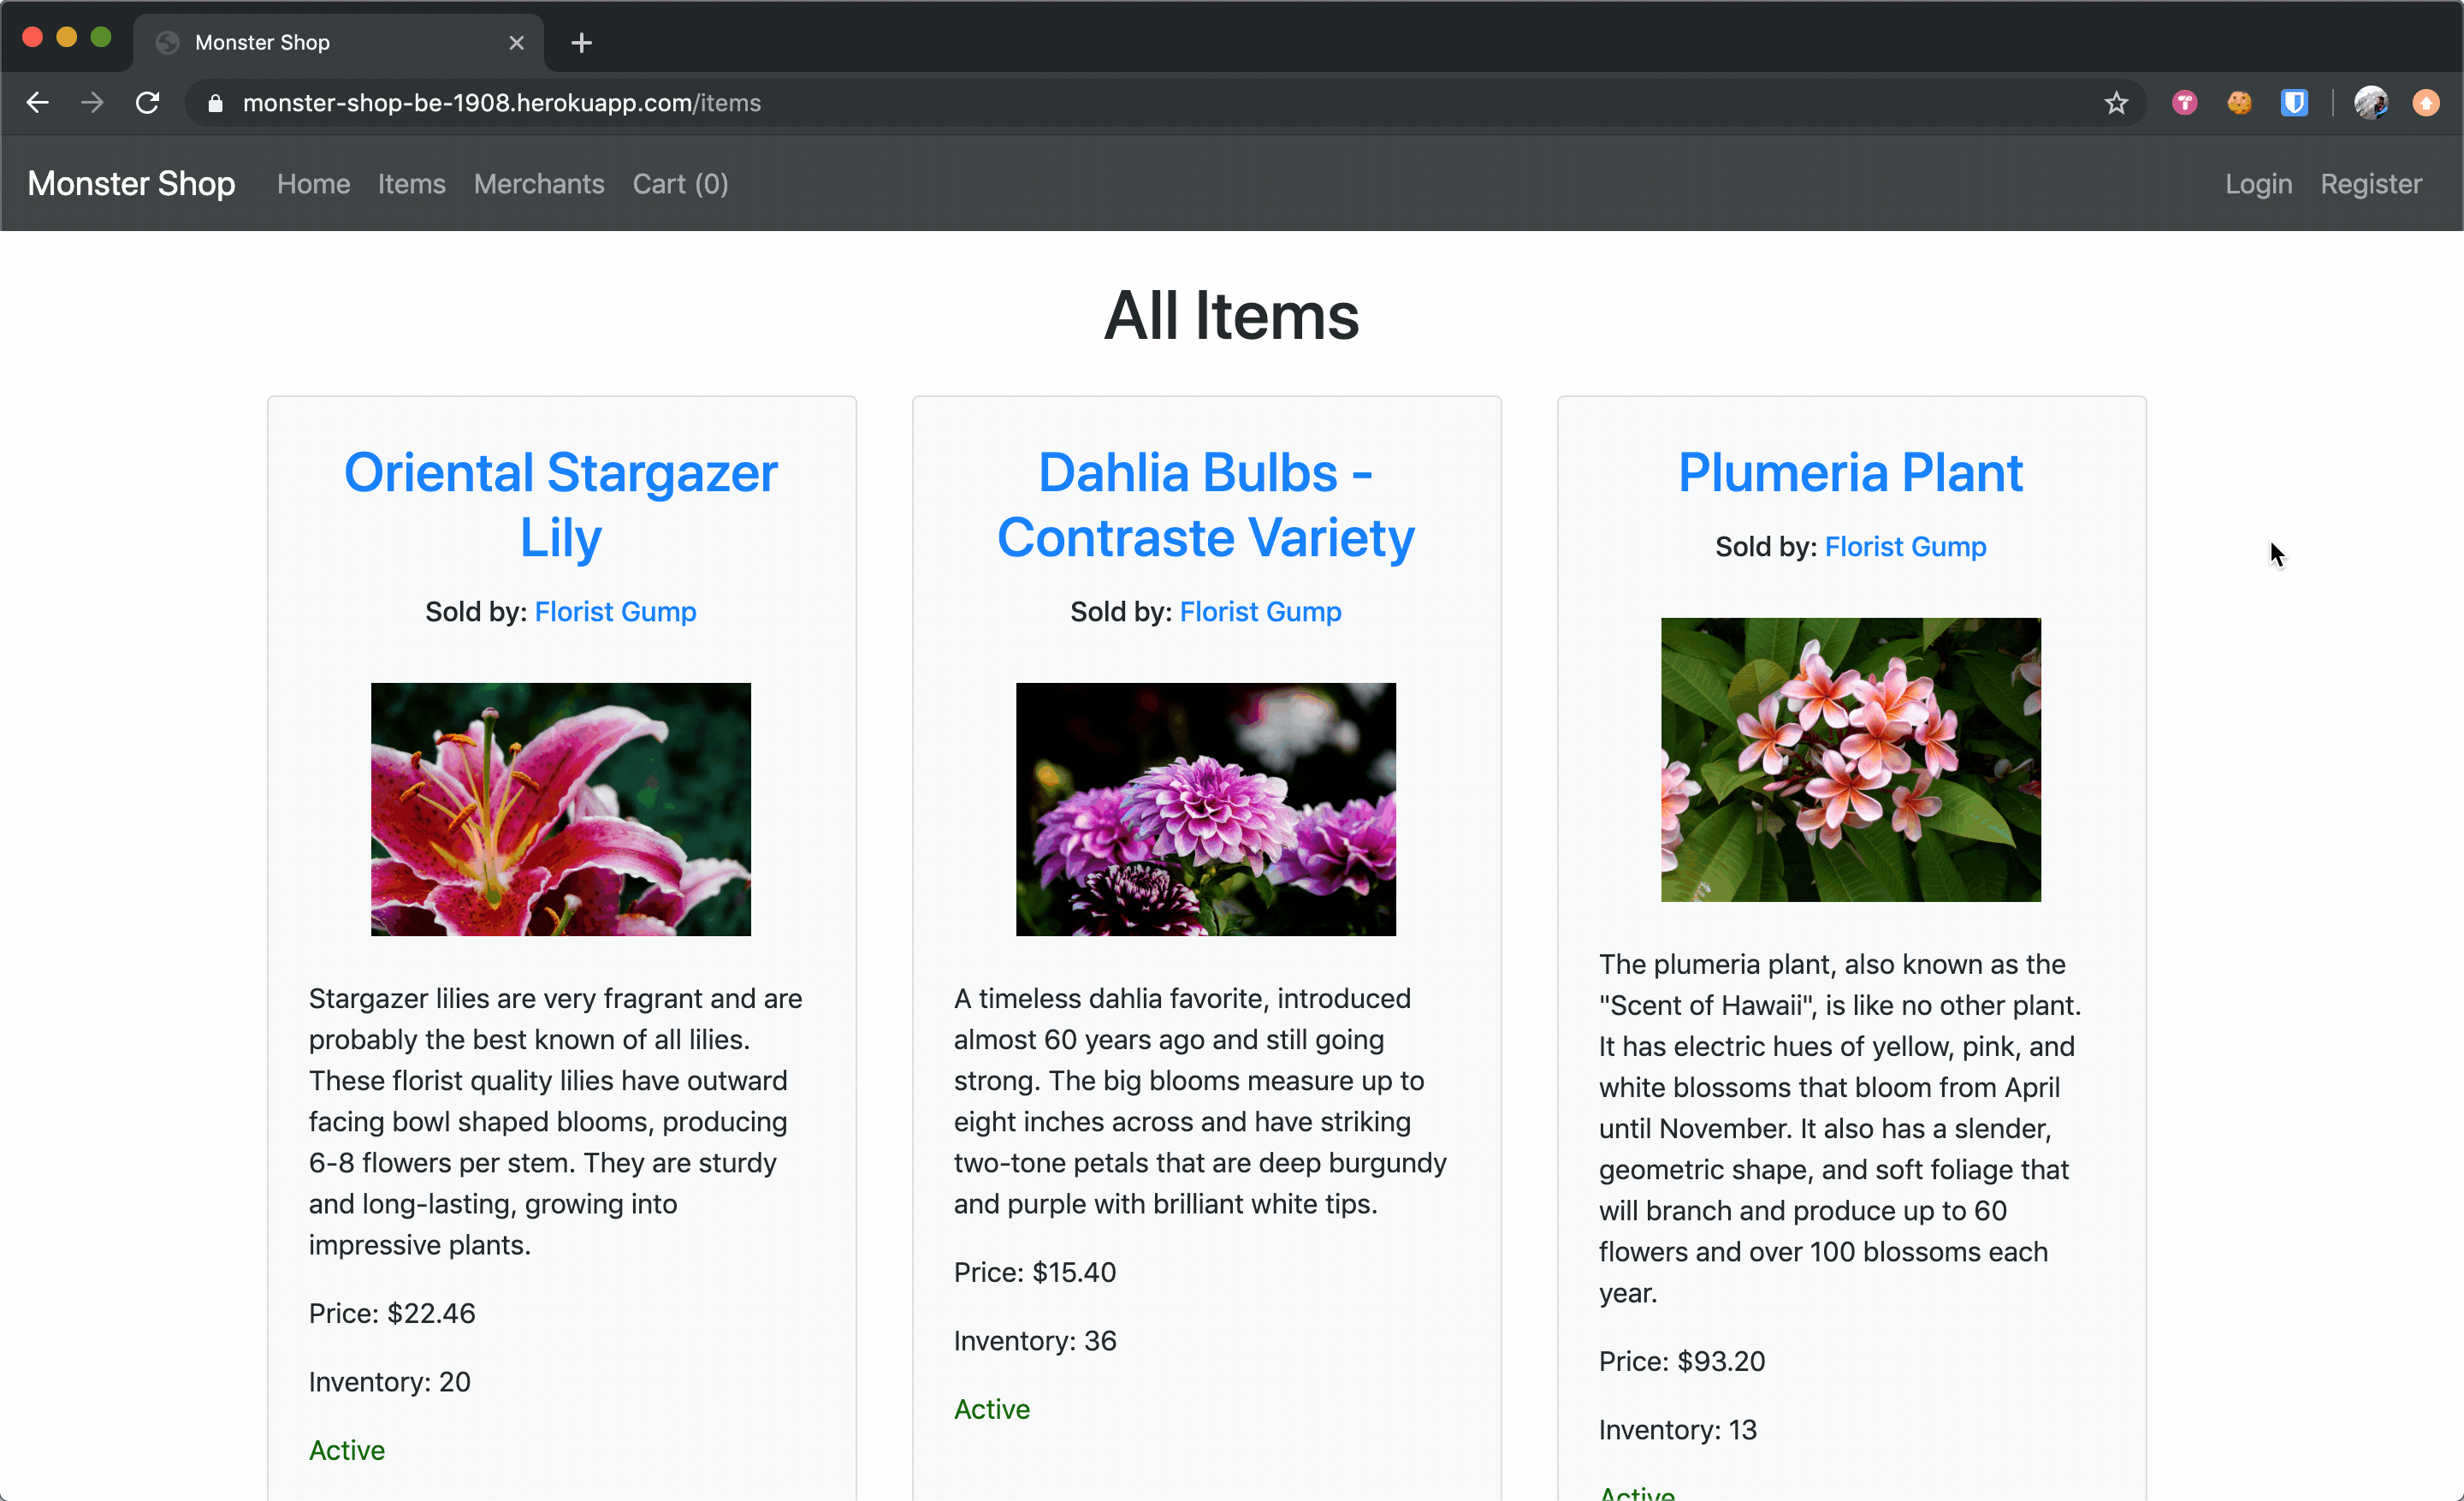 Monster Shop
monster-shop-be-1908.herokuapp.com/items
Monster Shop Home Items Merchants Cart (0) Login Register
All Items
Oriental Stargazer
Lily
Sold by: Florist Gump
Stargazer lilies are very fragrant and are
probably the best known of all lilies.
These florist quality lilies have outward
facing bowl shaped blooms, producing
6-8 flowers per stem. They are sturdy
and long-lasting, growing into
impressive plants.
Price: $22.46
Inventory: 20
Active
Dahlia Bulbs -
Contraste Variety
Sold by: Florist Gump
A timeless dahlia favorite, introduced
almost 60 years ago and still going
strong. The big blooms measure up to
eight inches across and have striking
two-tone petals that are deep burgundy
and purple with brilliant white tips.
Price: $15.40
Inventory: 36
Active
Plumeria Plant
Sold by: Florist Gump
The plumeria plant, also known as the
"Scent of Hawaii", is like no other plant.
It has electric hues of yellow, pink, and
white blossoms that bloom from April
until November. It also has a slender,
geometric shape, and soft foliage that
will branch and produce up to 60
flowers and over 100 blossoms each
year.
Price: $93.20
Inventory: 13
Active